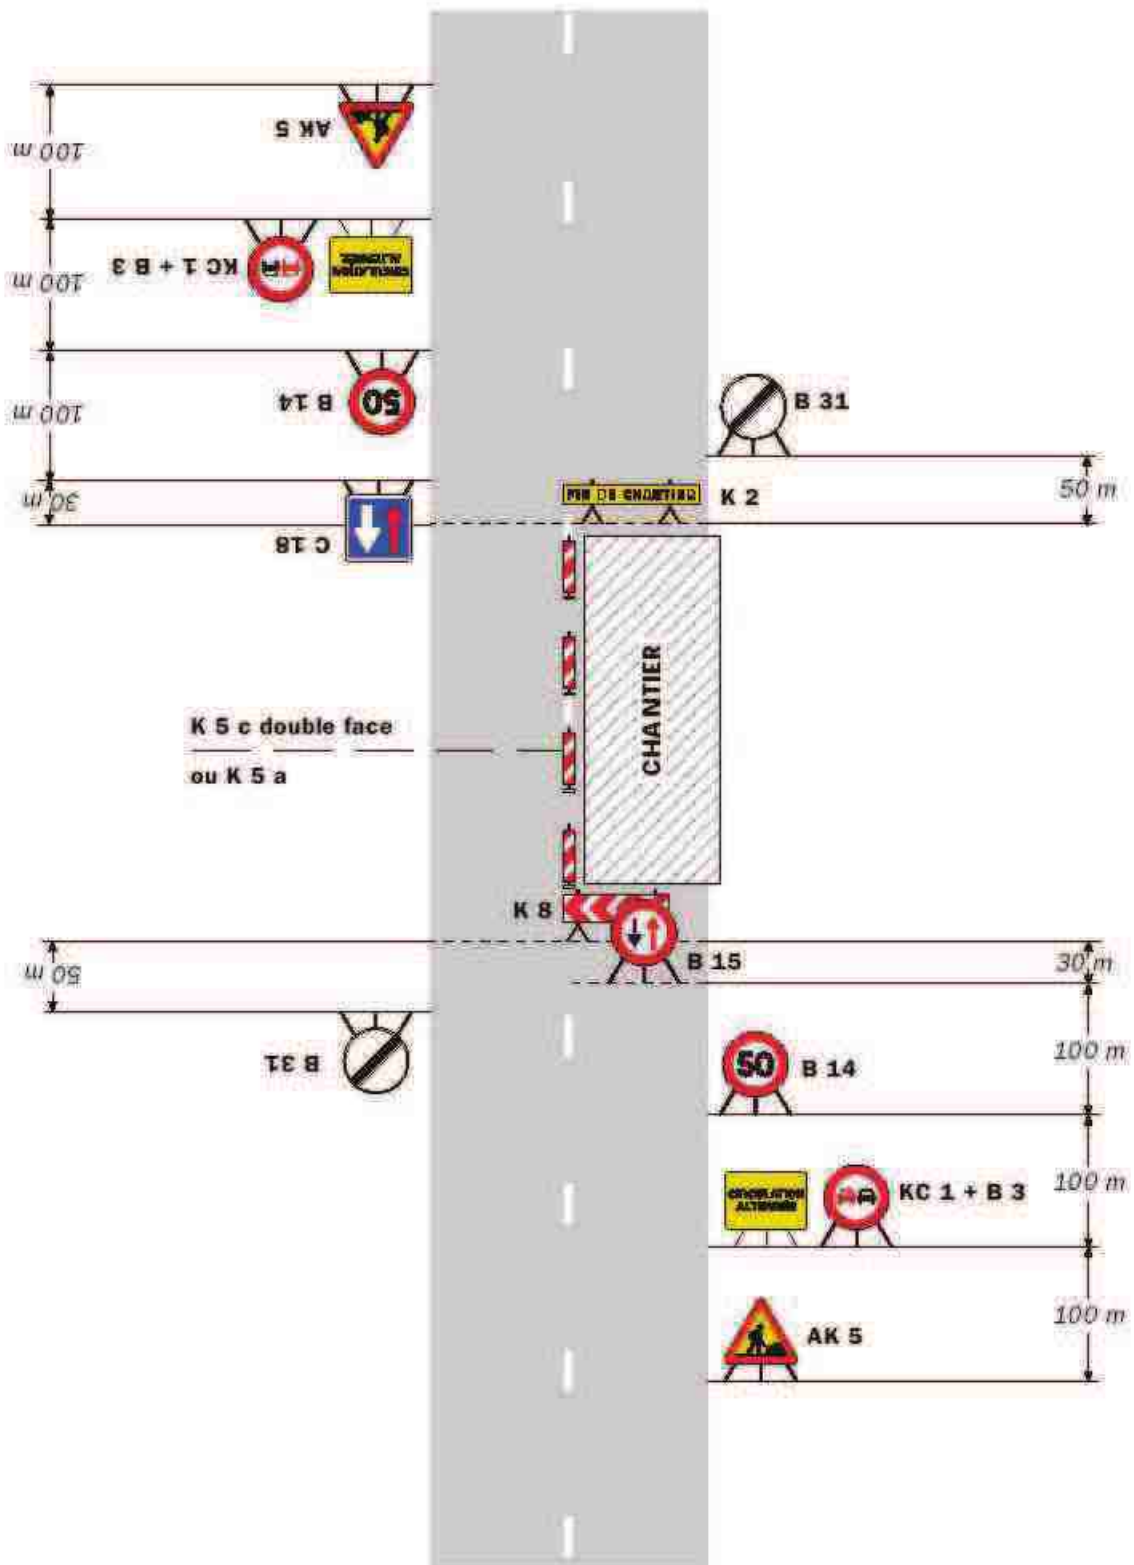 100 m
AK 5
100 m
KC 1 + B 3
CIRCULATION
ALTERNÉE
100 m
B 14
50
B 31
30 m
C 18
FIN DE CHANTIER
K 2
50 m
CHANTIER
K 5 c double face
ou K 5 a
K 8
B 15
30 m
50 m
B 31
50
B 14
100 m
CIRCULATION
ALTERNÉE
KC 1 + B 3
100 m
AK 5
100 m